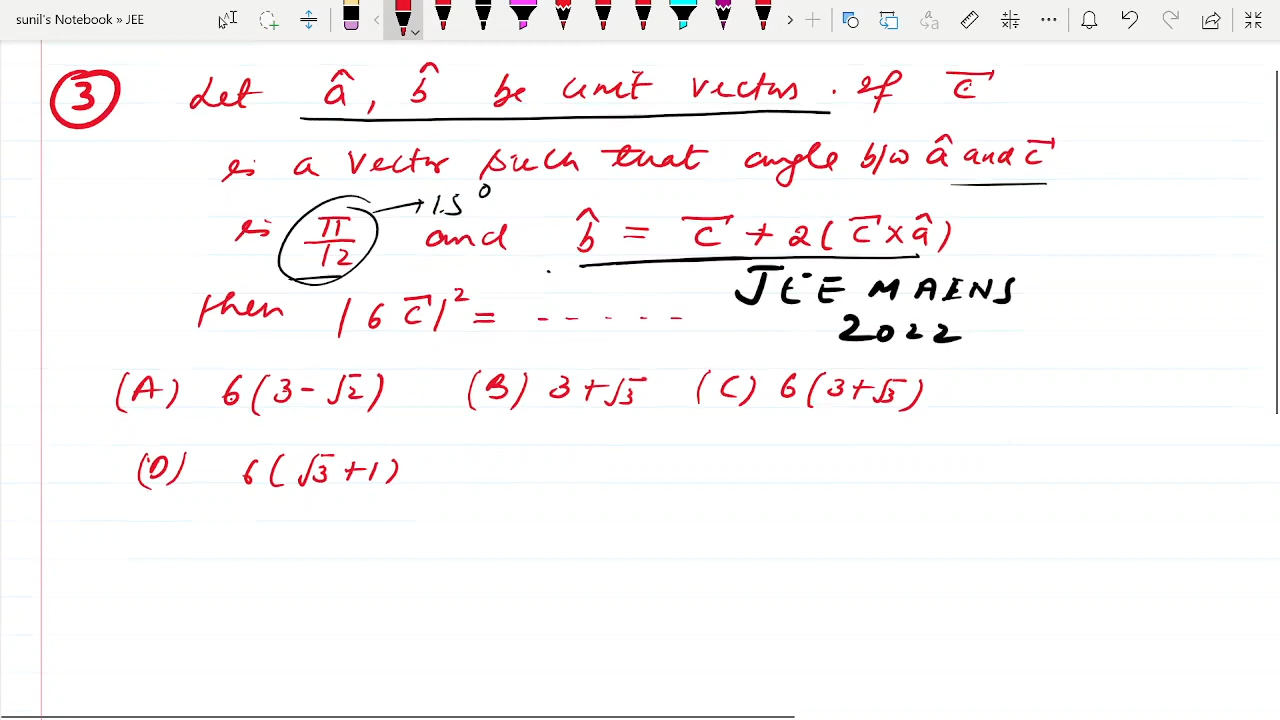 sunil's Notebook » JEE
③ Let â, b̂ be unit vectors. If c⃗
is a vector such that angle b/w â and c⃗
is π/12 → 15° and b̂ = c⃗ + 2(c⃗ × â)
then |6c⃗|² = ------
JEE MAINS
2022
(A) 6(3-√2) (B) 3+√3 (C) 6(3+√3)
(D) 6(√3+1)